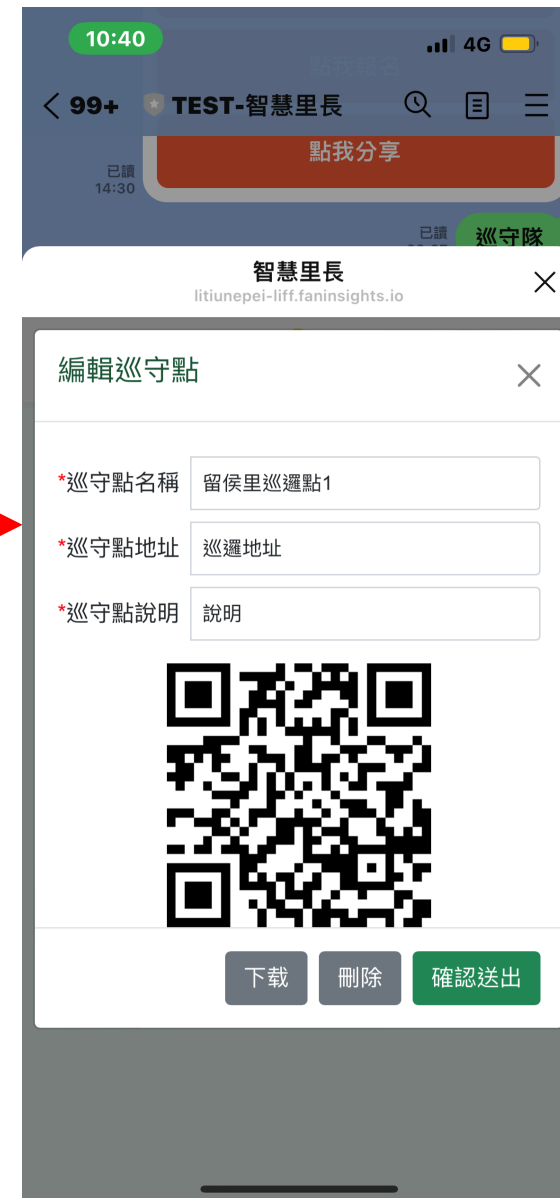 10:40
4G
點我報名
99+ TEST-智慧里長
點我分享
已讀
14:30
已讀
巡守隊
智慧里長
litiunepei-liff.faninsights.io
編輯巡守點
*巡守點名稱 留侯里巡邏點1
*巡守點地址 巡邏地址
*巡守點說明 說明
下載 刪除 確認送出